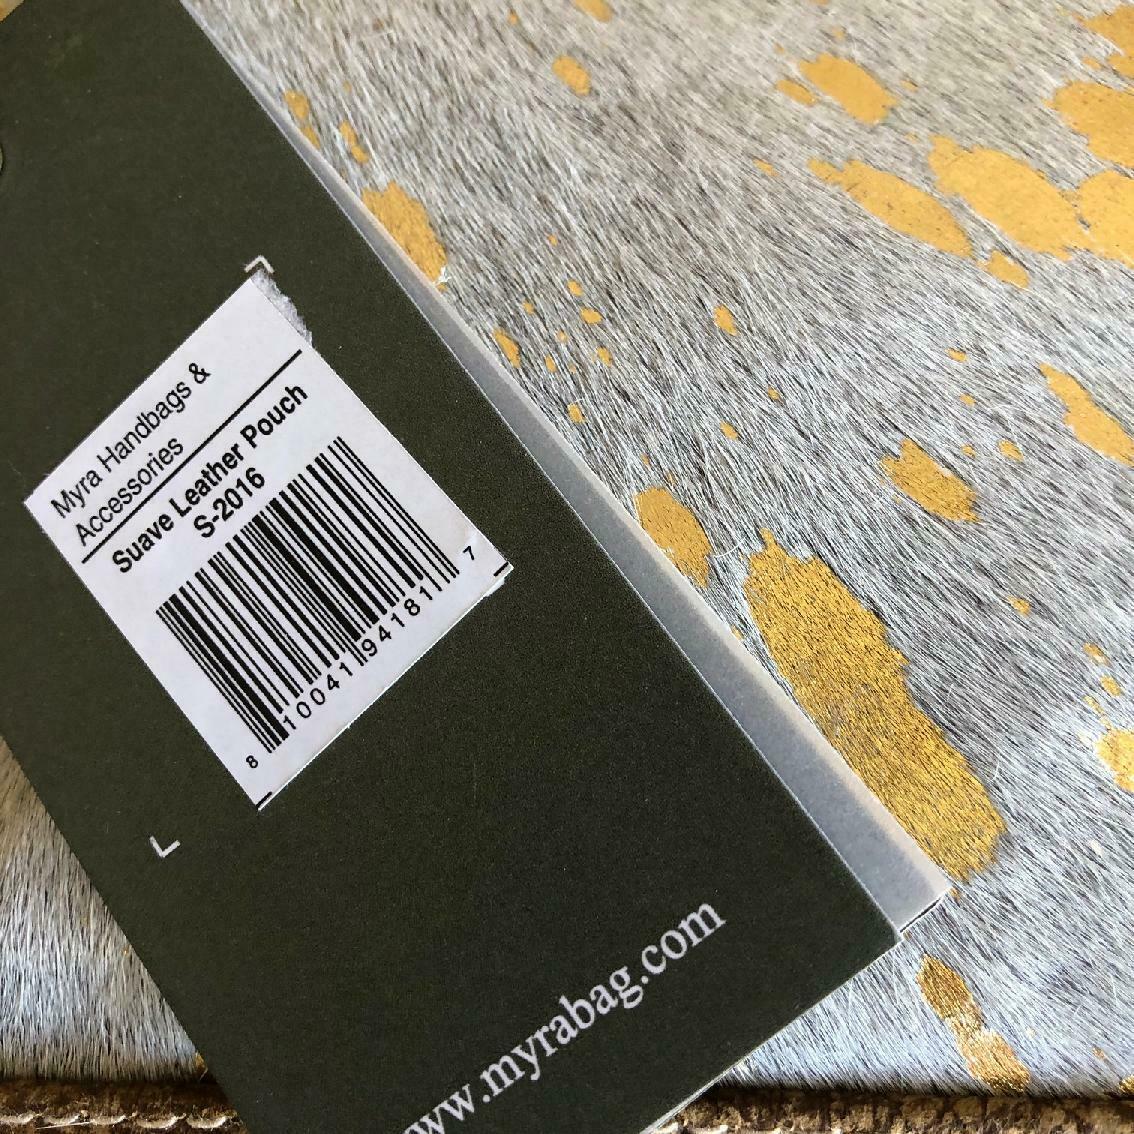 Myra Handbags &
Accessories
Suave Leather Pouch
S-2016
8 10041 94181 7
www.myrabag.com